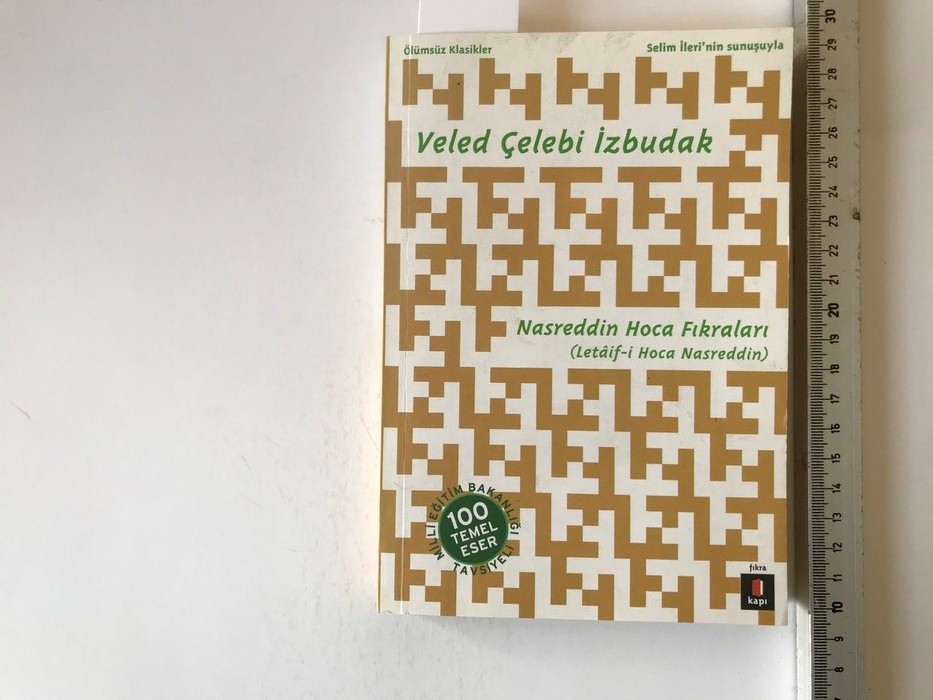 Ölümsüz Klasikler
Selim İleri'nin sunuşuyla
Veled Çelebi İzbudak
Nasreddin Hoca Fıkraları
(Letâif-i Hoca Nasreddin)
MİLLİ EĞİTİM BAKANLIĞI
100
TEMEL
ESER
TAVSİYELİ
fıkra
kapı
30
29
28
27
26
25
24
23
22
21
20
19
18
17
16
15
14
13
12
11
10
9
8